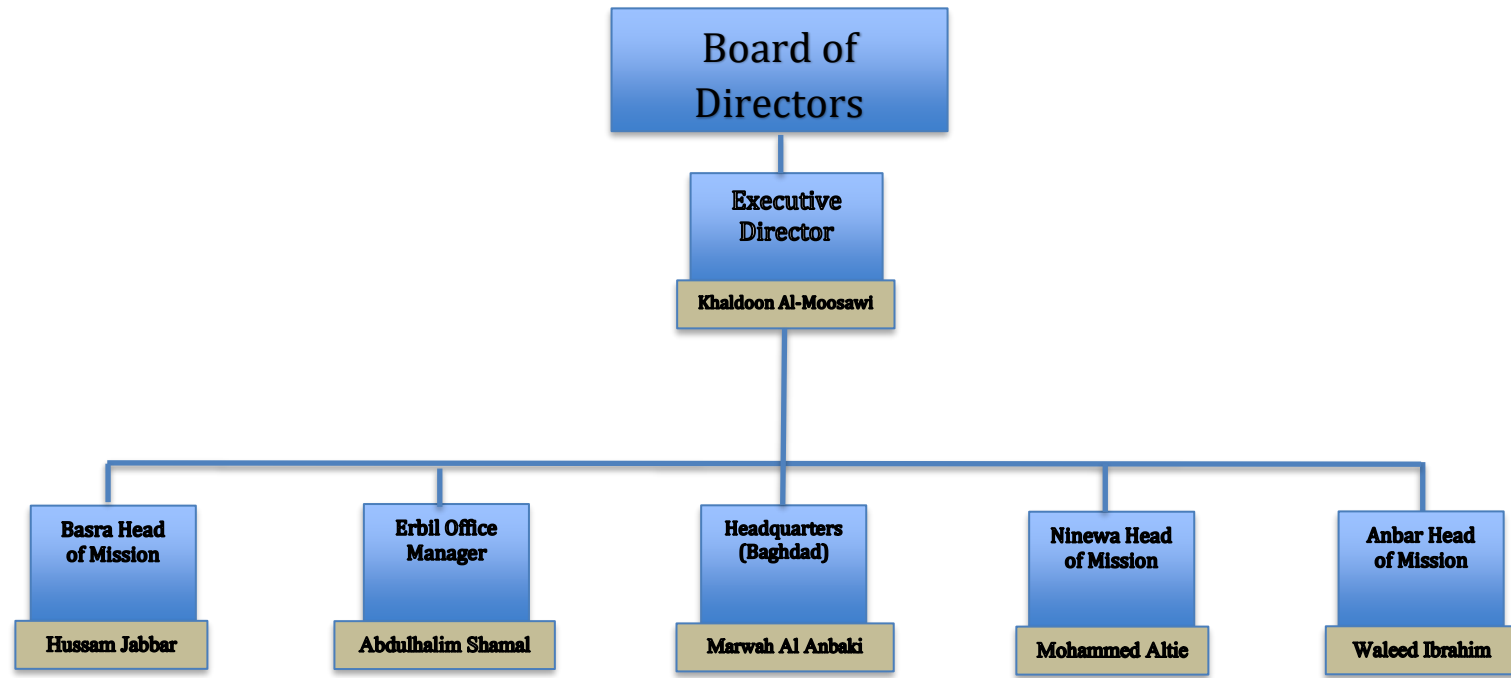 Board of
Directors
Executive
Director
Khaldoon Al-Moosawi
Basra Head
of Mission
Hussam Jabbar
Erbil Office
Manager
Abdulhalim Shamal
Headquarters
(Baghdad)
Marwah Al Anbaki
Ninewa Head
of Mission
Mohammed Altie
Anbar Head
of Mission
Waleed Ibrahim